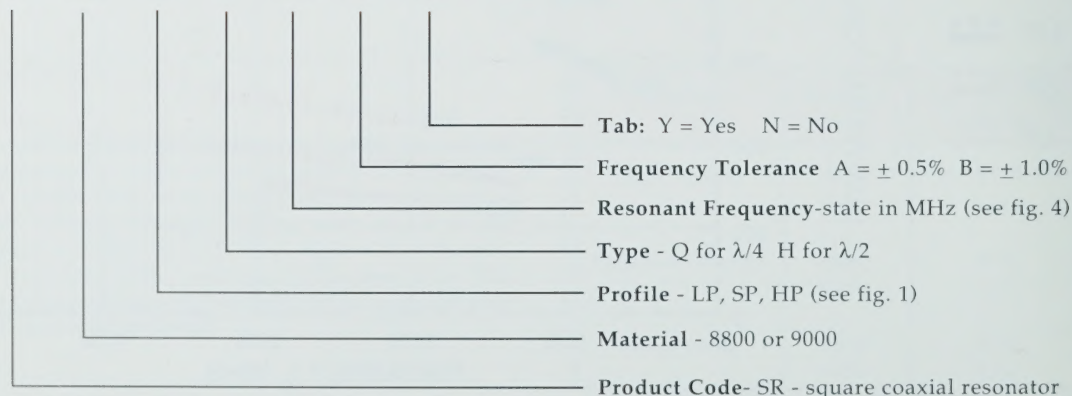 Tab: Y = Yes N = No
Frequency Tolerance A = ± 0.5% B = ± 1.0%
Resonant Frequency-state in MHz (see fig. 4)
Type - Q for λ/4 H for λ/2
Profile - LP, SP, HP (see fig. 1)
Material - 8800 or 9000
Product Code- SR - square coaxial resonator